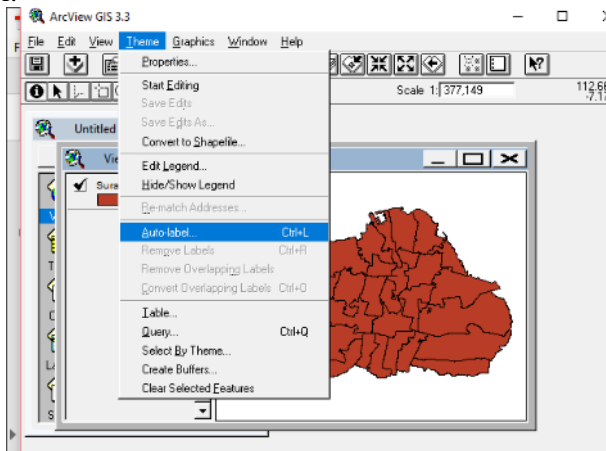 ArcView GIS 3.3
File Edit View Theme Graphics Window Help
Properties...
Start Editing
Save Edits
Save Edits As...
Convert to Shapefile...
Edit Legend...
Hide/Show Legend
Re-match Addresses...
Auto-label... Ctrl+L
Remove Labels Ctrl+R
Remove Overlapping Labels
Convert Overlapping Labels Ctrl+O
Table...
Query... Ctrl+Q
Select By Theme...
Create Buffers...
Clear Selected Features
Scale 1: 377,149
Untitled
Vie
Sura